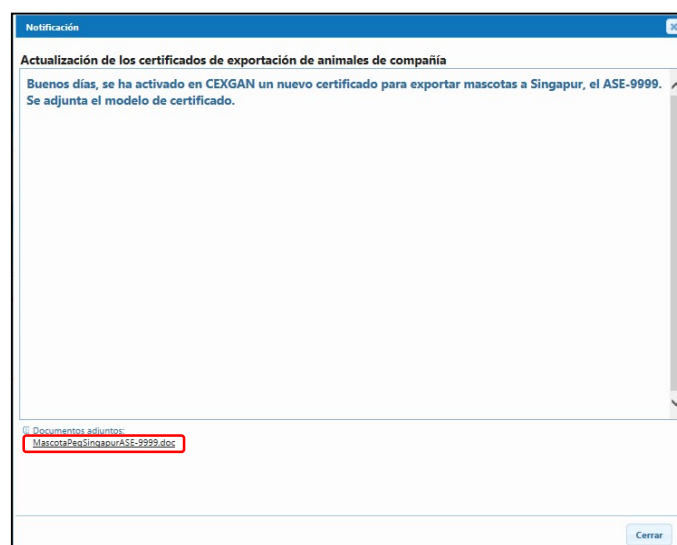 Notificación
Actualización de los certificados de exportación de animales de compañía
Buenos días, se ha activado en CEXGAN un nuevo certificado para exportar mascotas a Singapur, el ASE-9999.
Se adjunta el modelo de certificado.
Documentos adjuntos:
MascotaPeqSingapurASE-9999.doc
Cerrar